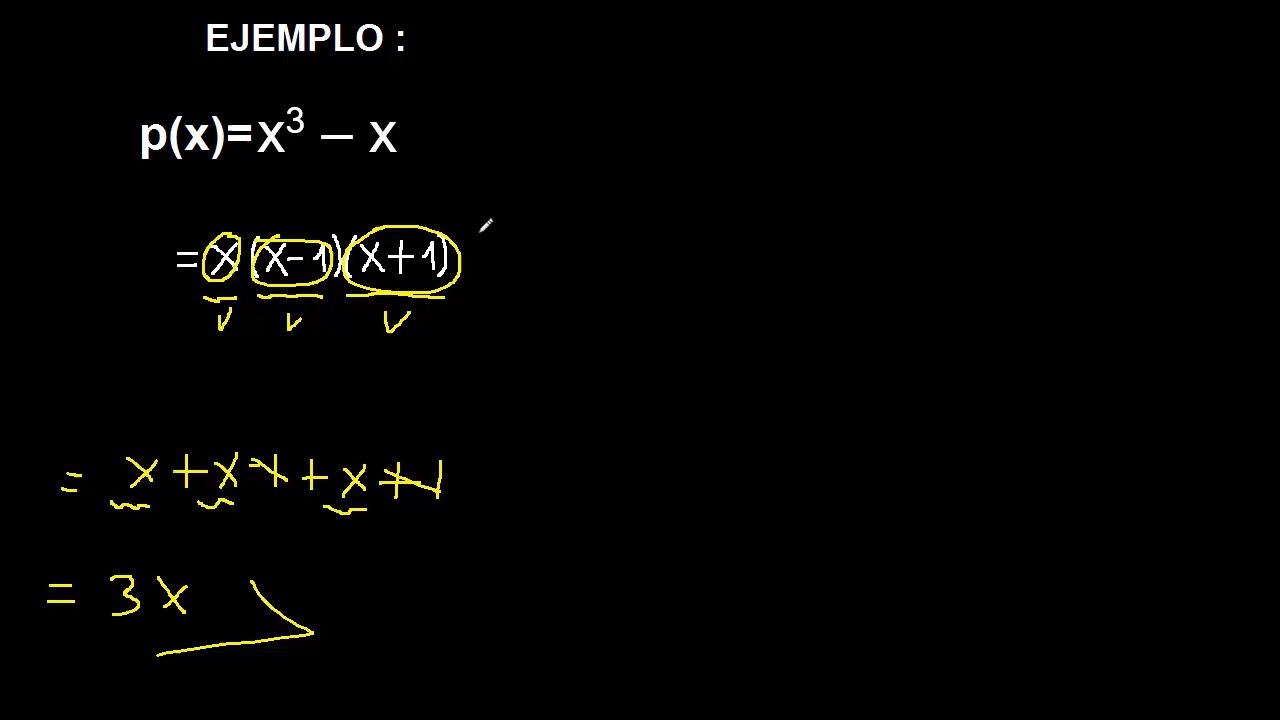 EJEMPLO :
p(x)=x³ – x
= x (x-1)(x+1)
= x + x - 1 + x + 1
= 3x